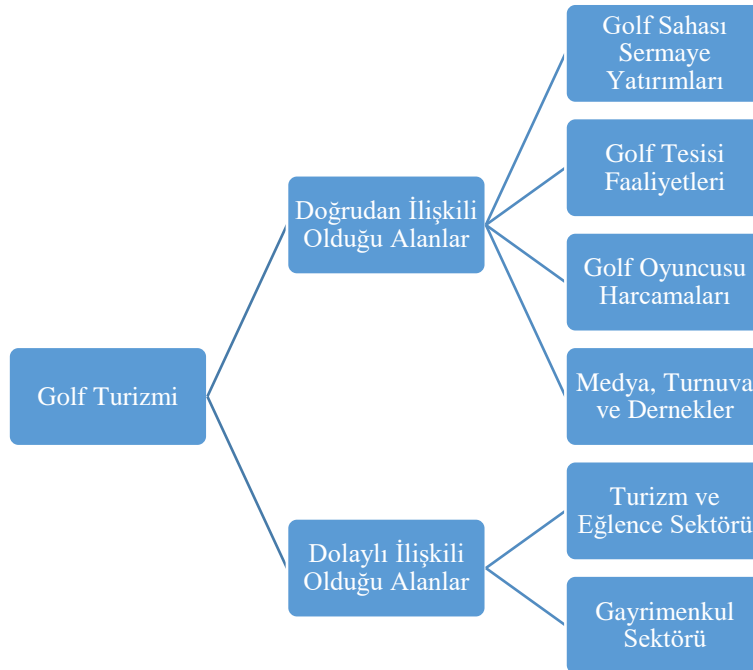 Golf Sahası
Sermaye
Yatırımları
Golf Tesisi
Faaliyetleri
Doğrudan İlişkili
Olduğu Alanlar
Golf Oyuncusu
Harcamaları
Golf Turizmi
Medya, Turnuva
ve Dernekler
Turizm ve
Eğlence Sektörü
Dolaylı İlişkili
Olduğu Alanlar
Gayrimenkul
Sektörü